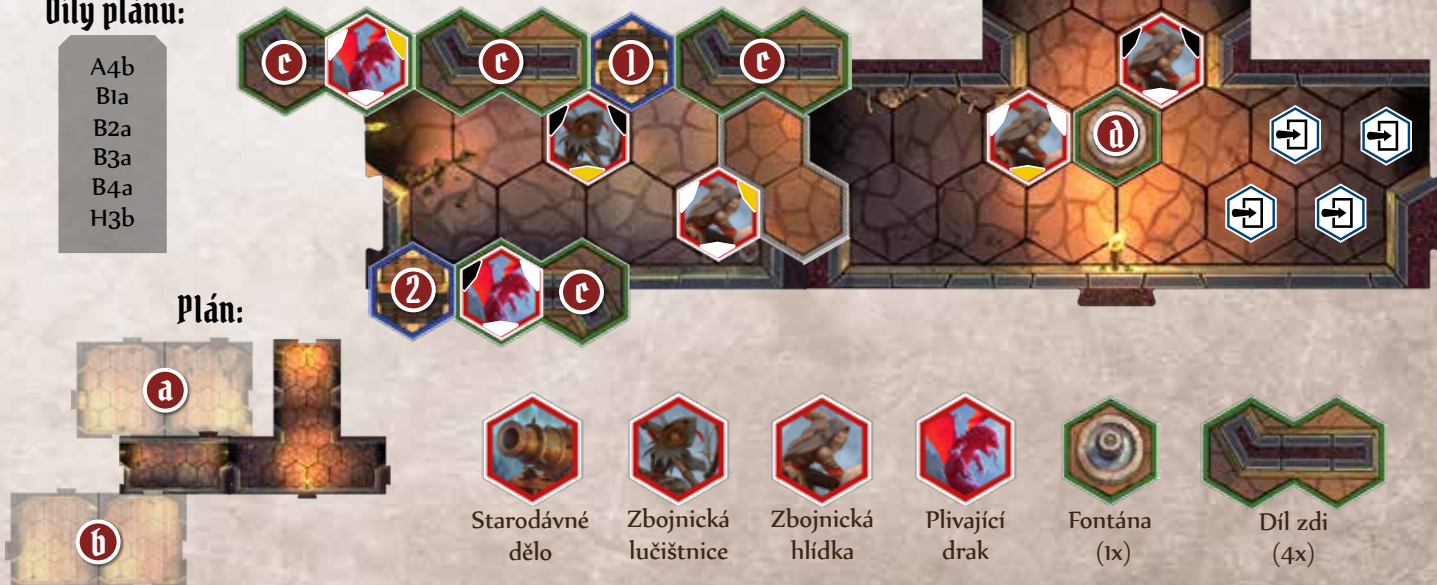 Díly plánu:
A4b
B1a
B2a
B3a
B4a
H3b
c
c
1
c
d
2
c
Plán:
a
b
Starodávné
dělo
Zbojnická
lučištnice
Zbojnická
hlídka
Plivající
drak
Fontána
(1x)
Díl zdi
(4x)